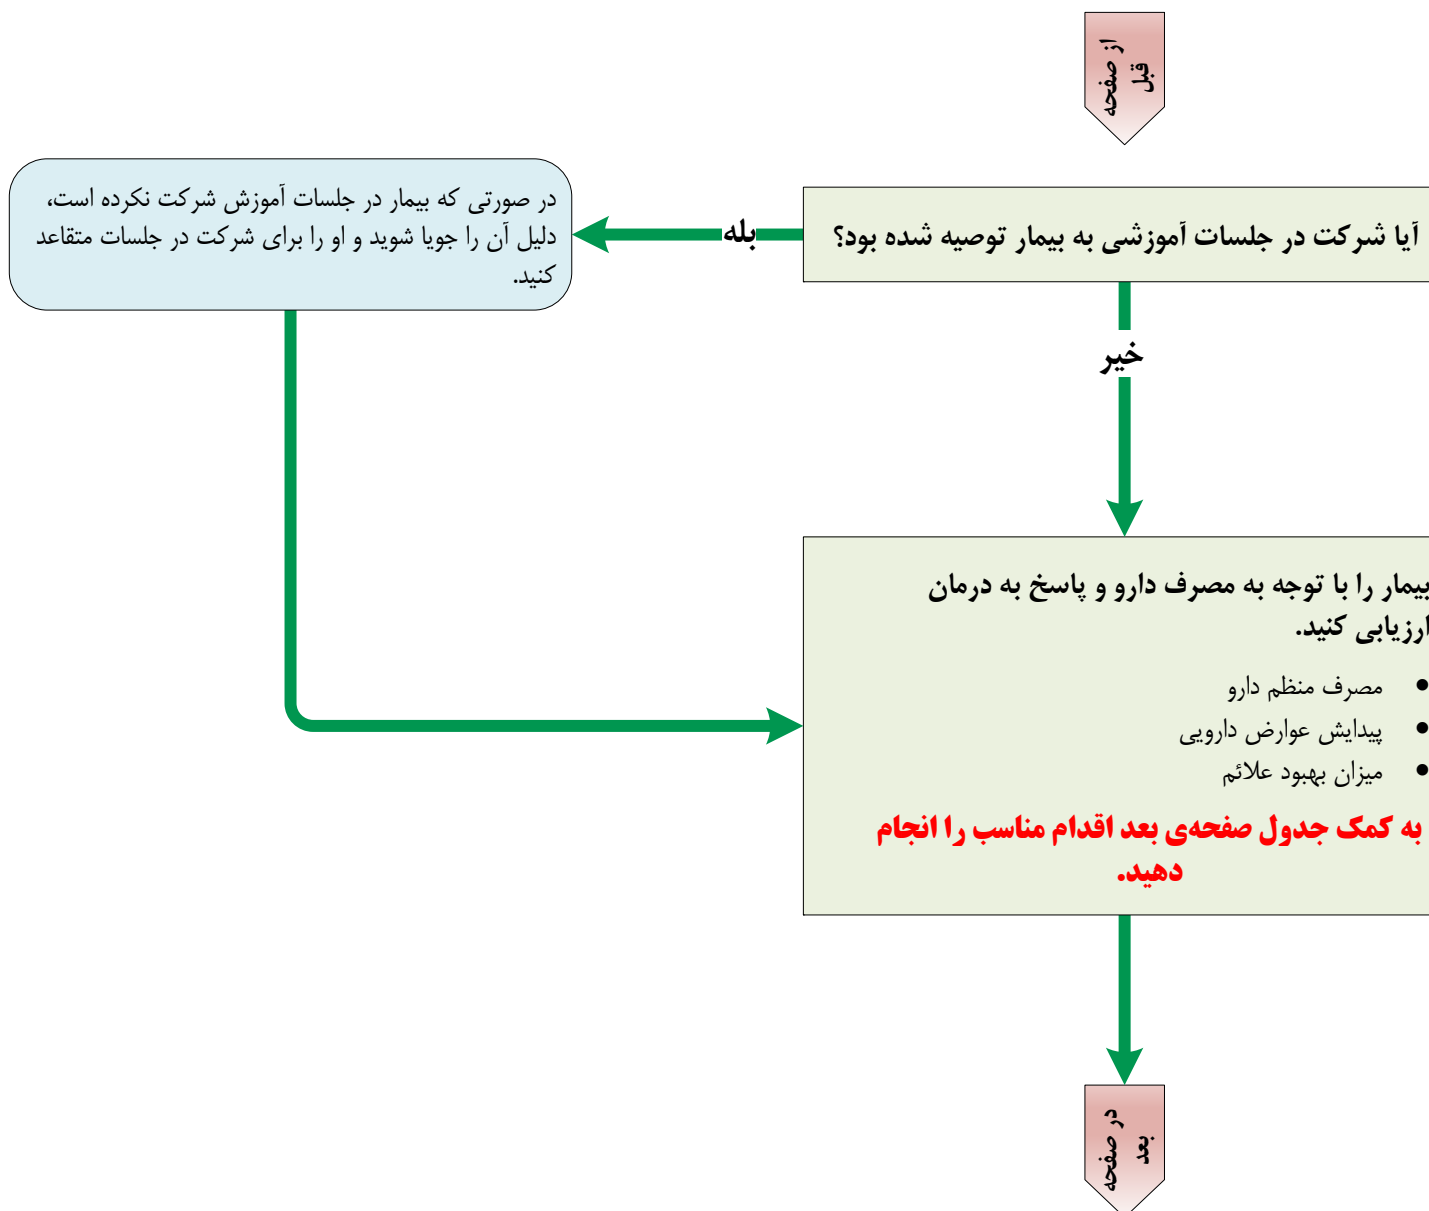 از صفحه
قبل
آیا شرکت در جلسات آموزشی به بیمار توصیه شده بود؟
بله
در صورتی که بیمار در جلسات آموزش شرکت نکرده است،
دلیل آن را جویا شوید و او را برای شرکت در جلسات متقاعد
کنید.
خیر
بیمار را با توجه به مصرف دارو و پاسخ به درمان
ارزیابی کنید.
• مصرف منظم دارو
• پیدایش عوارض دارویی
• میزان بهبود علائم
به کمک جدول صفحه‌ی بعد اقدام مناسب را انجام
دهید.
در صفحه
بعد